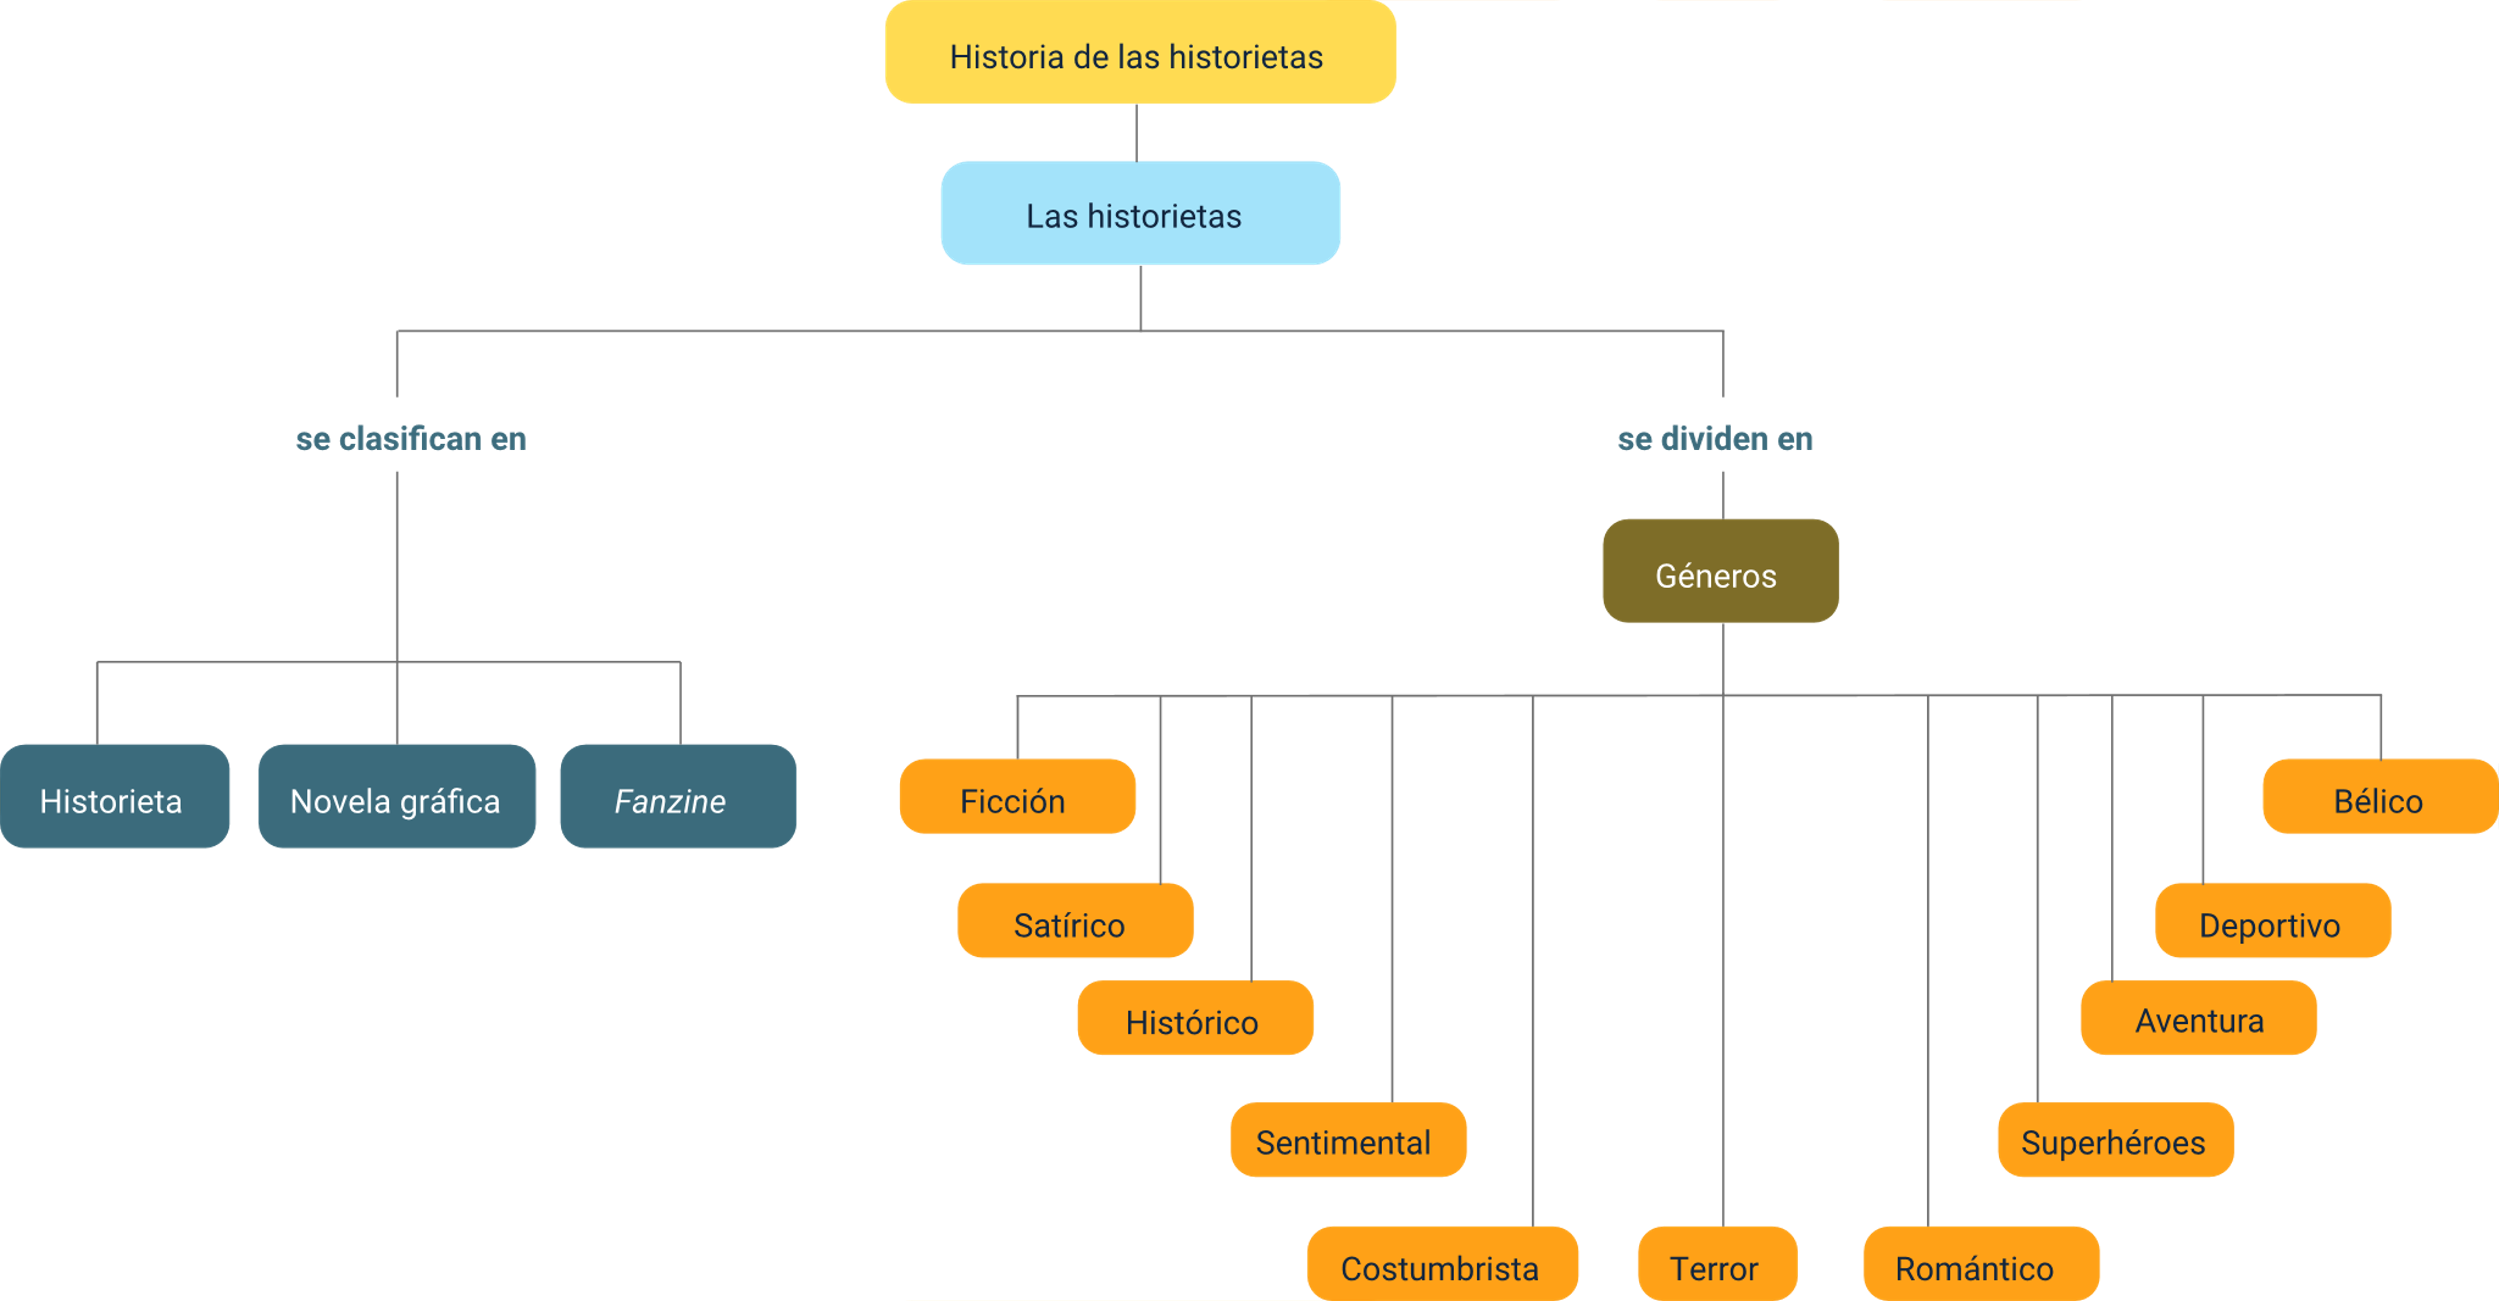 Historia de las historietas
Las historietas
se clasifican en
se dividen en
Géneros
Historieta
Novela gráfica
Fanzine
Ficción
Bélico
Satírico
Deportivo
Histórico
Aventura
Sentimental
Superhéroes
Costumbrista
Terror
Romántico